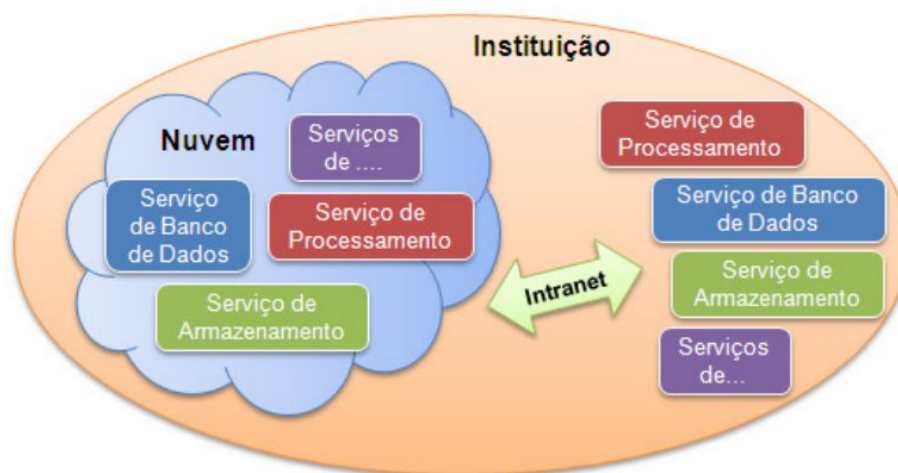 Instituição
Nuvem
Serviços
de ....
Serviço
de Banco
de Dados
Serviço de
Processamento
Serviço de
Armazenamento
Intranet
Serviço de
Processamento
Serviço de Banco
de Dados
Serviço de
Armazenamento
Serviços
de...